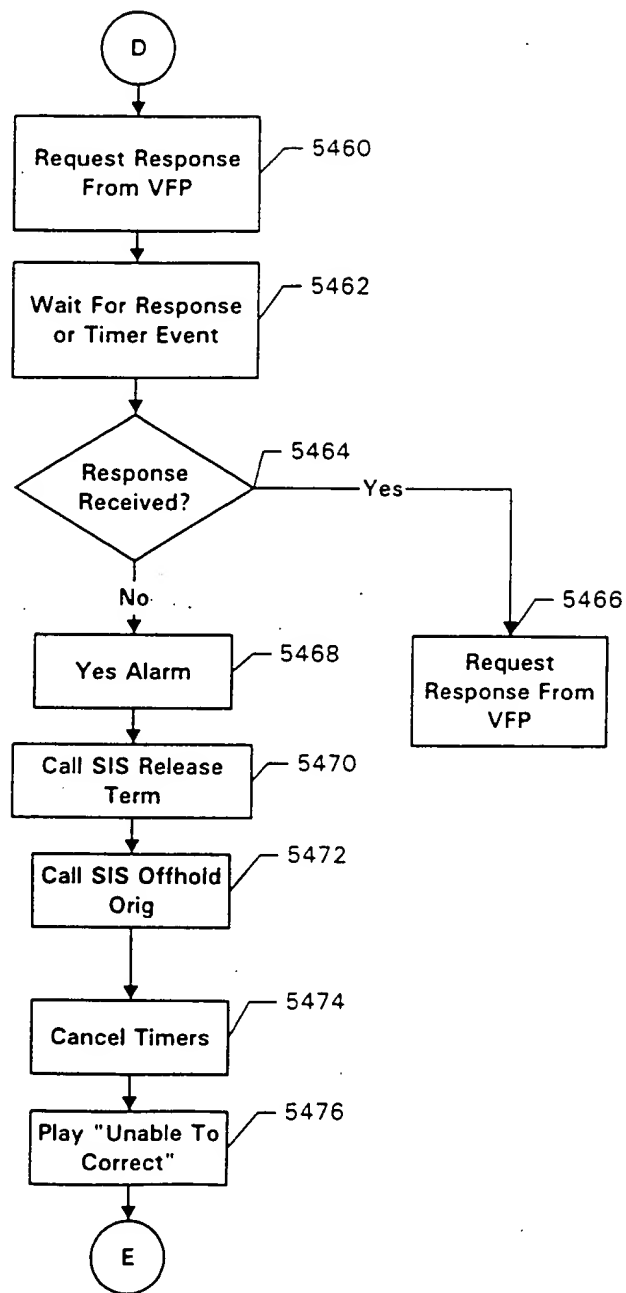 D
Request Response
From VFP
5460
Wait For Response
or Timer Event
5462
Response
Received?
5464
Yes
No
5466
Request
Response From
VFP
Yes Alarm
5468
Call SIS Release
Term
5470
Call SIS Offhold
Orig
5472
Cancel Timers
5474
Play "Unable To
Correct"
5476
E